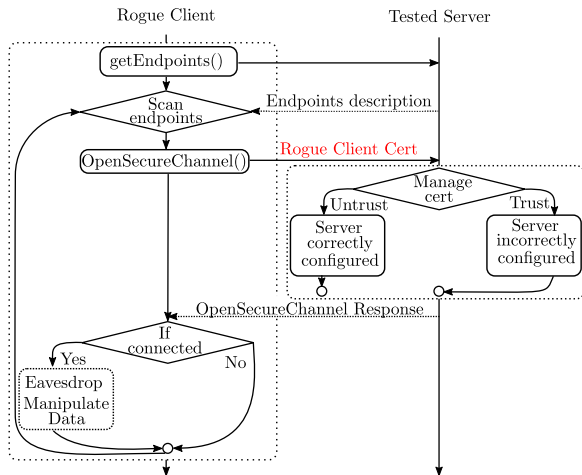 Rogue Client
Tested Server
getEndpoints()
Scan
endpoints
Endpoints description
OpenSecureChannel()
Rogue Client Cert
Manage
cert
Untrust
Trust
Server
correctly
configured
Server
incorrectly
configured
OpenSecureChannel Response
If
connected
Yes
No
Eavesdrop
Manipulate
Data